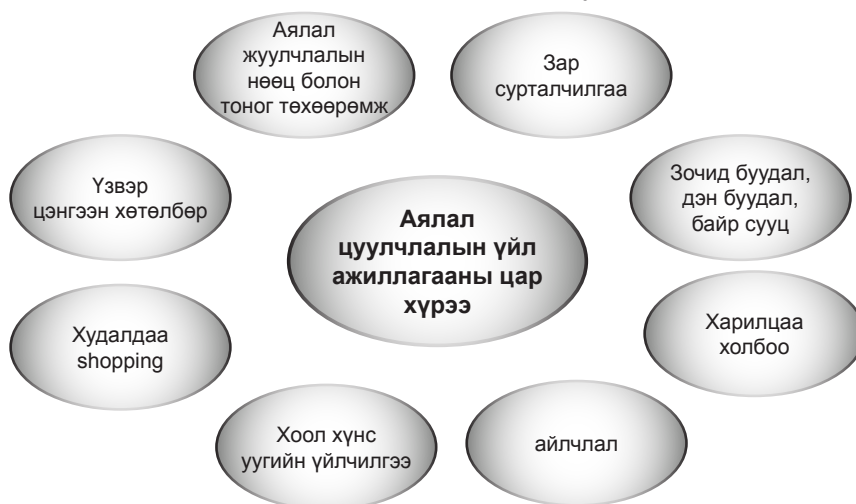 Аялал
жуулчлалын
нөөц болон
тоног төхөөрөмж
Зар
сурталчилгаа
Үзвэр
цэнгээн хөтөлбөр
Зочид буудал,
дэн буудал,
байр сууц
Аялал
цуулчлалын үйл
ажиллагааны цар
хүрээ
Худалдаа
shopping
Харилцаа
холбоо
Хоол хүнс
уугийн үйлчилгээ
айлчлал